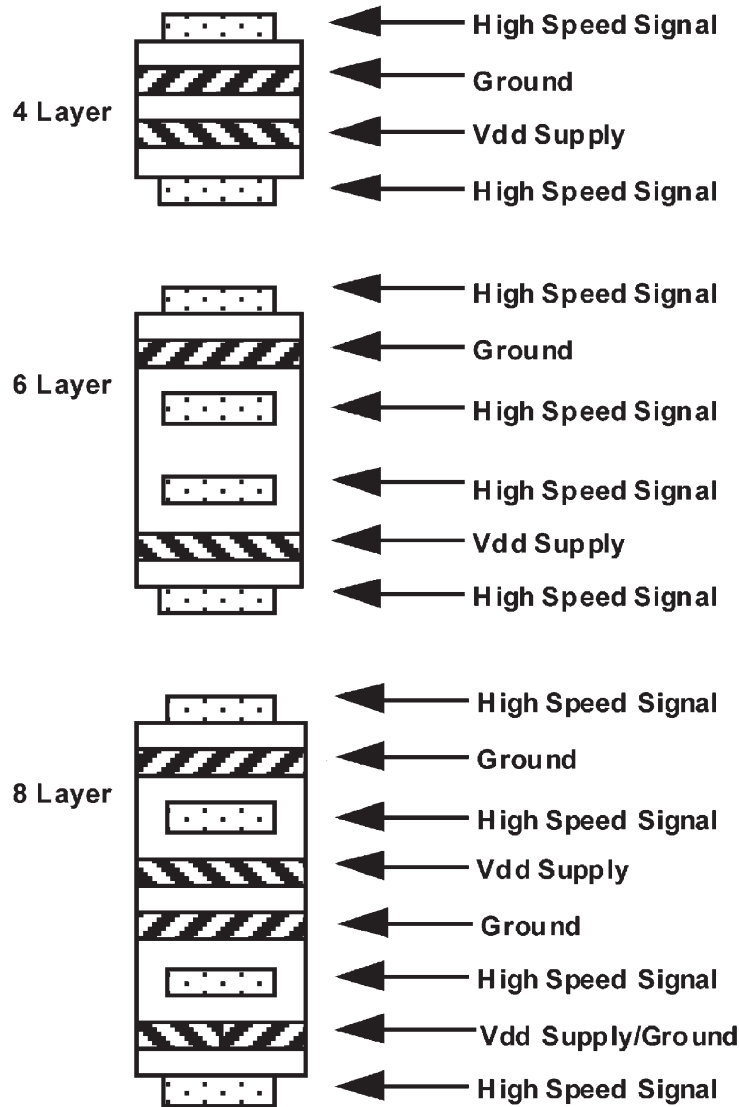 High Speed Signal
Ground
4 Layer
Vdd Supply
High Speed Signal
High Speed Signal
Ground
6 Layer
High Speed Signal
High Speed Signal
Vdd Supply
High Speed Signal
High Speed Signal
Ground
8 Layer
High Speed Signal
Vdd Supply
Ground
High Speed Signal
Vdd Supply/Ground
High Speed Signal